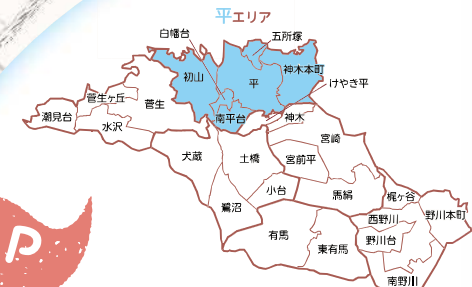 平エリア
白幡台
五所塚
初山
平
神木本町
けやき平
菅生ヶ丘
菅生
南平台
神木
潮見台
水沢
犬蔵
土橋
宮崎
宮前平
小台
馬絹
梶ヶ谷
鷺沼
西野川
野川本町
有馬
東有馬
野川台
南野川
P